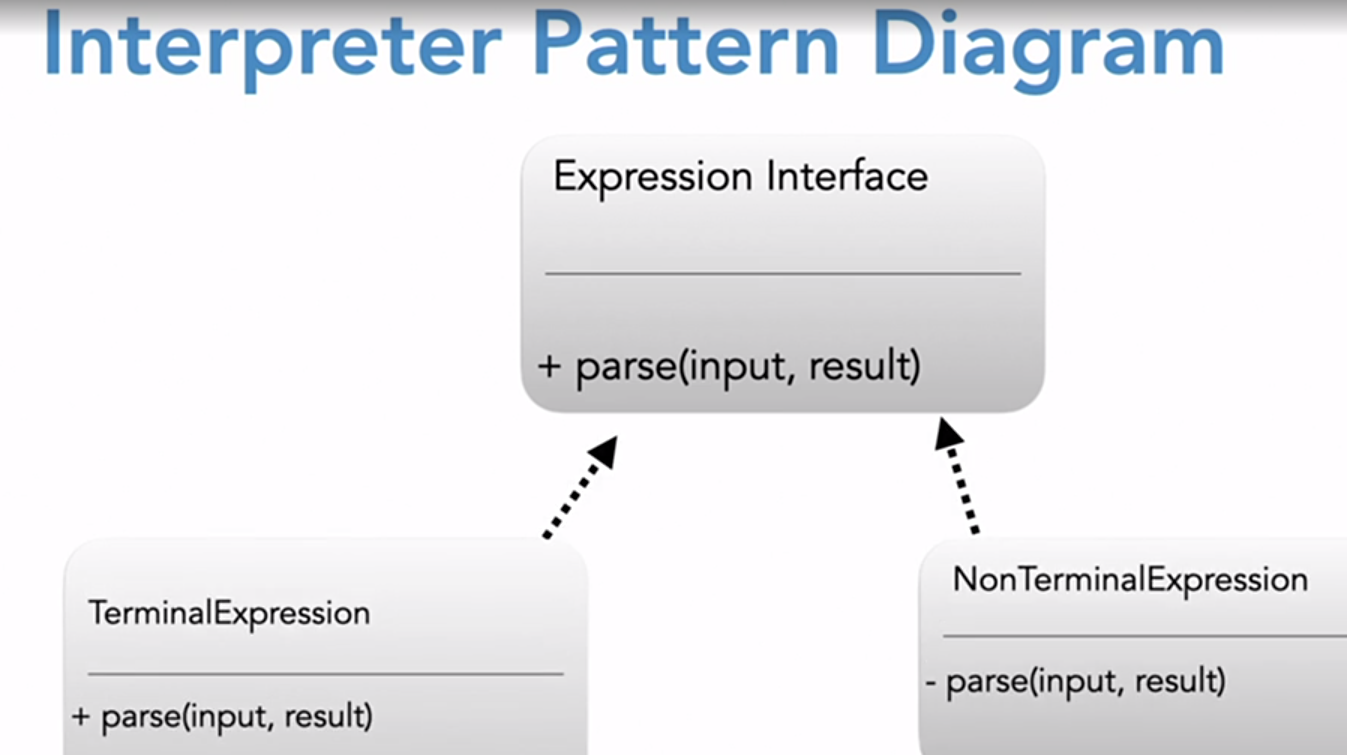 Interpreter Pattern Diagram
Expression Interface
+ parse(input, result)
TerminalExpression
+ parse(input, result)
NonTerminalExpression
- parse(input, result)